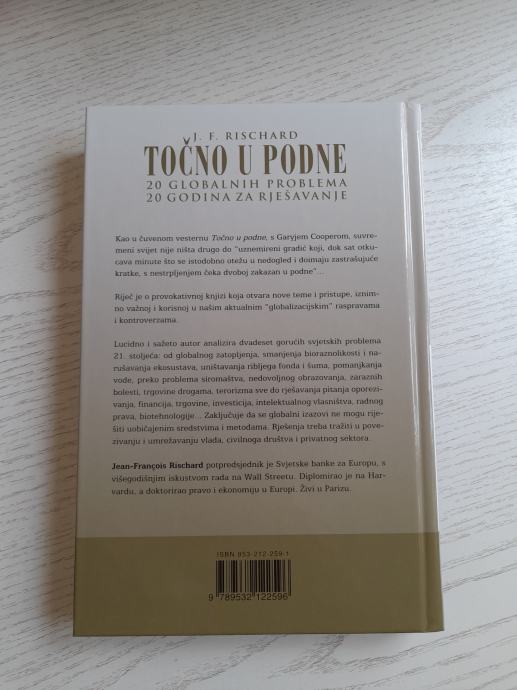 J. F. RISCHARD
TOČNO U PODNE
20 GLOBALNIH PROBLEMA
20 GODINA ZA RJEŠAVANJE
Kao u čuvenom vesternu Točno u podne, s Garyjem Cooperom, suvre-
meni svijet nije ništa drugo do "uznemireni gradić koji, dok sat otku-
cava minute što se istodobno otežu u nedogled i doimaju zastrašujuće
kratke, s nestrpljenjem čeka dvoboj zakazan u podne"...
Riječ je o provokativnoj knjizi koja otvara nove teme i pristupe, iznim-
no važnoj i korisnoj u našim aktualnim "globalizacijskim" raspravama
i kontroverzama.
Lucidno i sažeto autor analizira dvadeset gorućih svjetskih problema
21. stoljeća: od globalnog zatopljenja, smanjenja bioraznolikosti i na-
rušavanja ekosustava, uništavanja ribljega fonda i šuma, pomanjkanja
vode, preko problema siromaštva, nedovoljnog obrazovanja, zaraznih
bolesti, trgovine drogama, terorizma sve do rješavanja pitanja oporezi-
vanja, financija, trgovine, investicija, intelektualnog vlasništva, radnog
prava, biotehnologije... Zaključuje da se globalni izazovi ne mogu rije-
šiti uobičajenim sredstvima i metodama. Rješenja treba tražiti u pove-
zivanju i umrežavanju vlada, civilnoga društva i privatnog sektora.
Jean-François Rischard potpredsjednik je Svjetske banke za Europu, s
višegodišnjim iskustvom rada na Wall Streetu. Diplomirao je na Har-
vardu, a doktorirao pravo i ekonomiju u Europi. Živi u Parizu.
ISBN 953-212-259-1
9 789532 122596